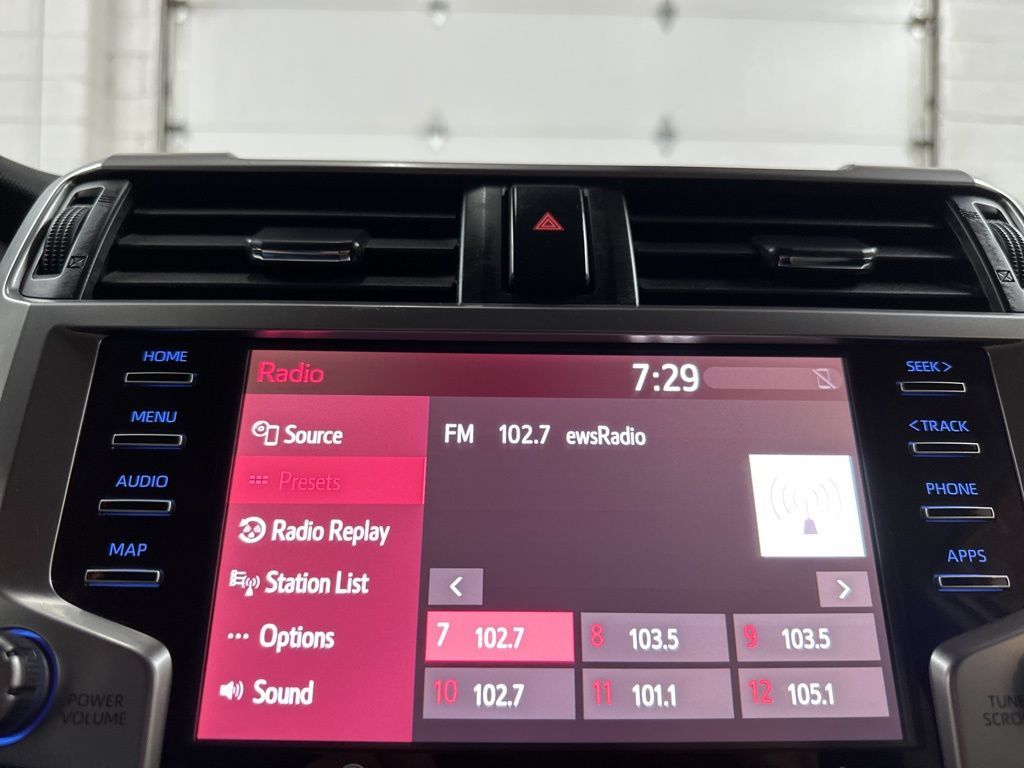 HOME
MENU
AUDIO
MAP
POWER
VOLUME
Radio
7:29
Source
Presets
Radio Replay
Station List
Options
Sound
FM 102.7 ewsRadio
<
>
7 102.7
8 103.5
9 103.5
10 102.7
11 101.1
12 105.1
SEEK>
<TRACK
PHONE
APPS